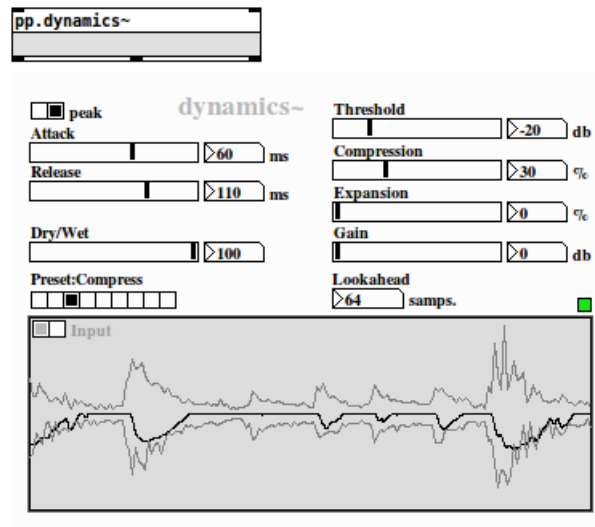 pp.dynamics~
dynamics~
peak
Attack
60 ms
Release
110 ms
Dry/Wet
100
Preset:Compress
Threshold
-20 db
Compression
30 %
Expansion
0 %
Gain
0 db
Lookahead
64 samps.
Input